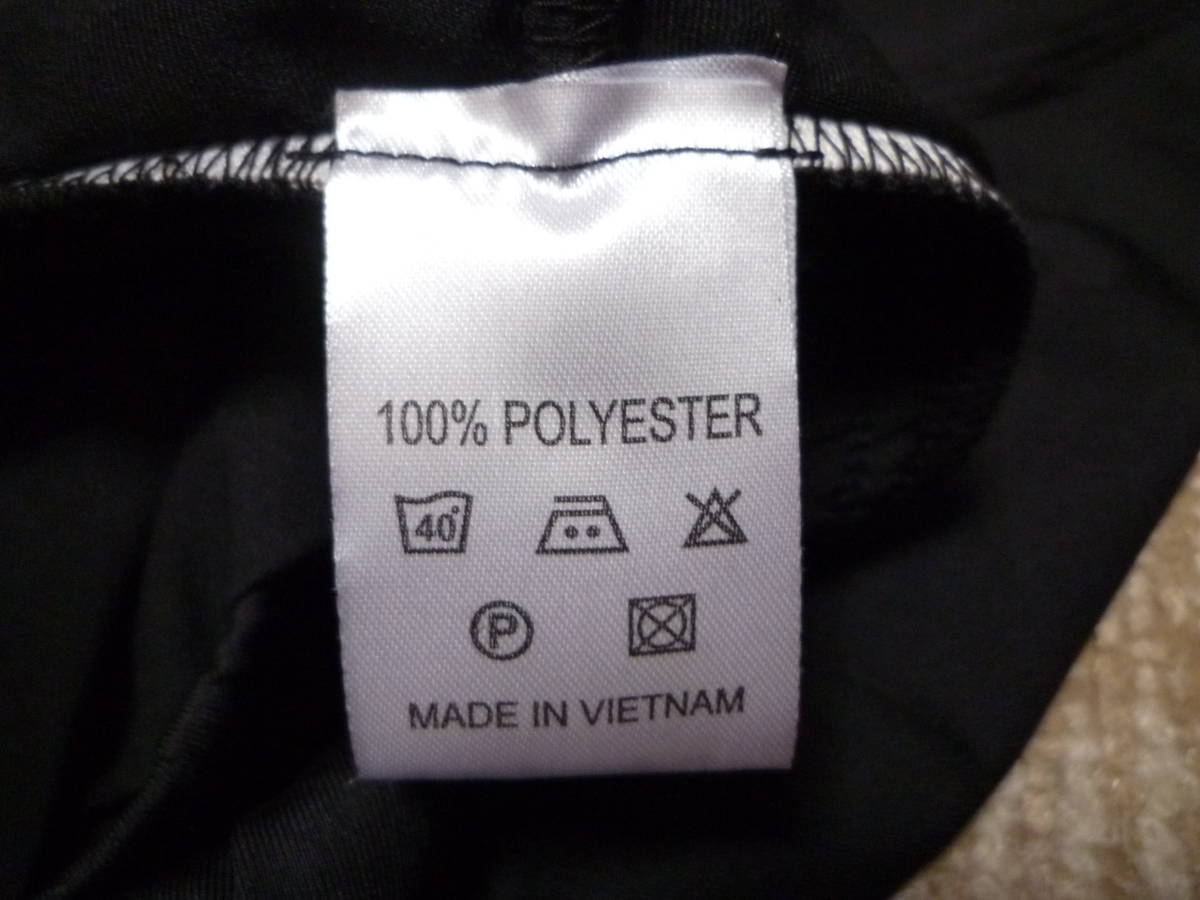 100% POLYESTER
40°
P
MADE IN VIETNAM